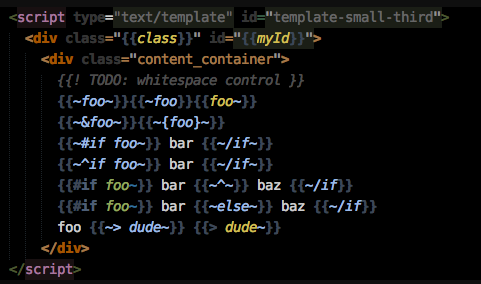 <script type="text/template" id="template-small-third">
<div class="{{class}}" id="{{myId}}">
<div class="content_container">
{{! TODO: whitespace control }}
{{~foo~}}{{~foo}}{{foo~}}
{{~&foo~}}{{~{foo}~}}
{{~#if foo~}} bar {{~/if~}}
{{~^if foo~}} bar {{~/if~}}
{{#if foo~}} bar {{~^~}} baz {{~/if}}
{{#if foo~}} bar {{~else~}} baz {{~/if}}
foo {{~> dude~}} {{> dude~}}
</div>
</script>